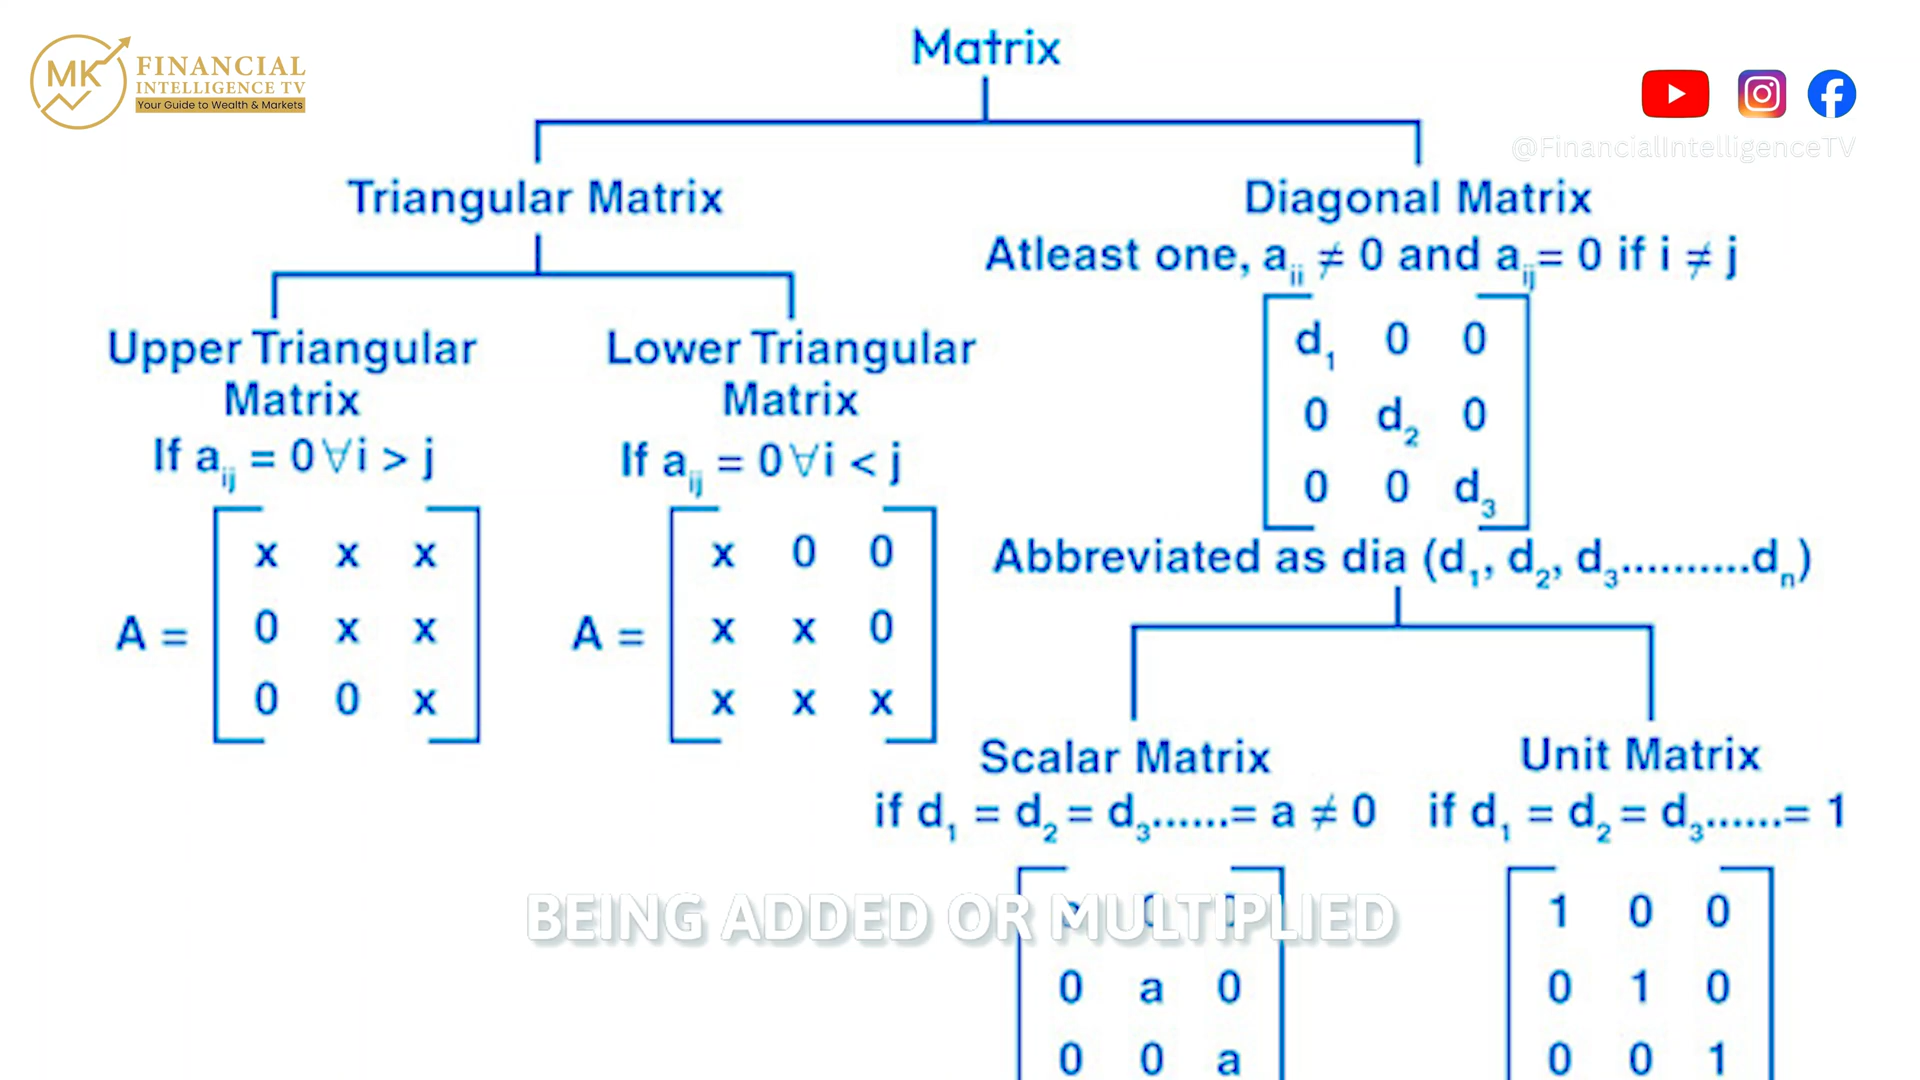 MK
FINANCIAL
INTELLIGENCE TV
Your Guide to Wealth & Markets
@FinancialIntelligenceTV
Matrix
Triangular Matrix
Diagonal Matrix
Atleast one, aᵢᵢ ≠ 0 and aᵢⱼ= 0 if i ≠ j
d₁ 0 0
0 d₂ 0
0 0 d₃
Abbreviated as dia (d₁, d₂, d₃..........dₙ)
Upper Triangular
Matrix
If aᵢⱼ = 0∀i > j
A =
x x x
0 x x
0 0 x
Lower Triangular
Matrix
If aᵢⱼ = 0∀i < j
A =
x 0 0
x x 0
x x x
Scalar Matrix
if d₁ = d₂ = d₃......= a ≠ 0
0 a 0
0 0 a
Unit Matrix
if d₁ = d₂ = d₃......= 1
1 0 0
0 1 0
0 0 1
BEING ADDED OR MULTIPLIED